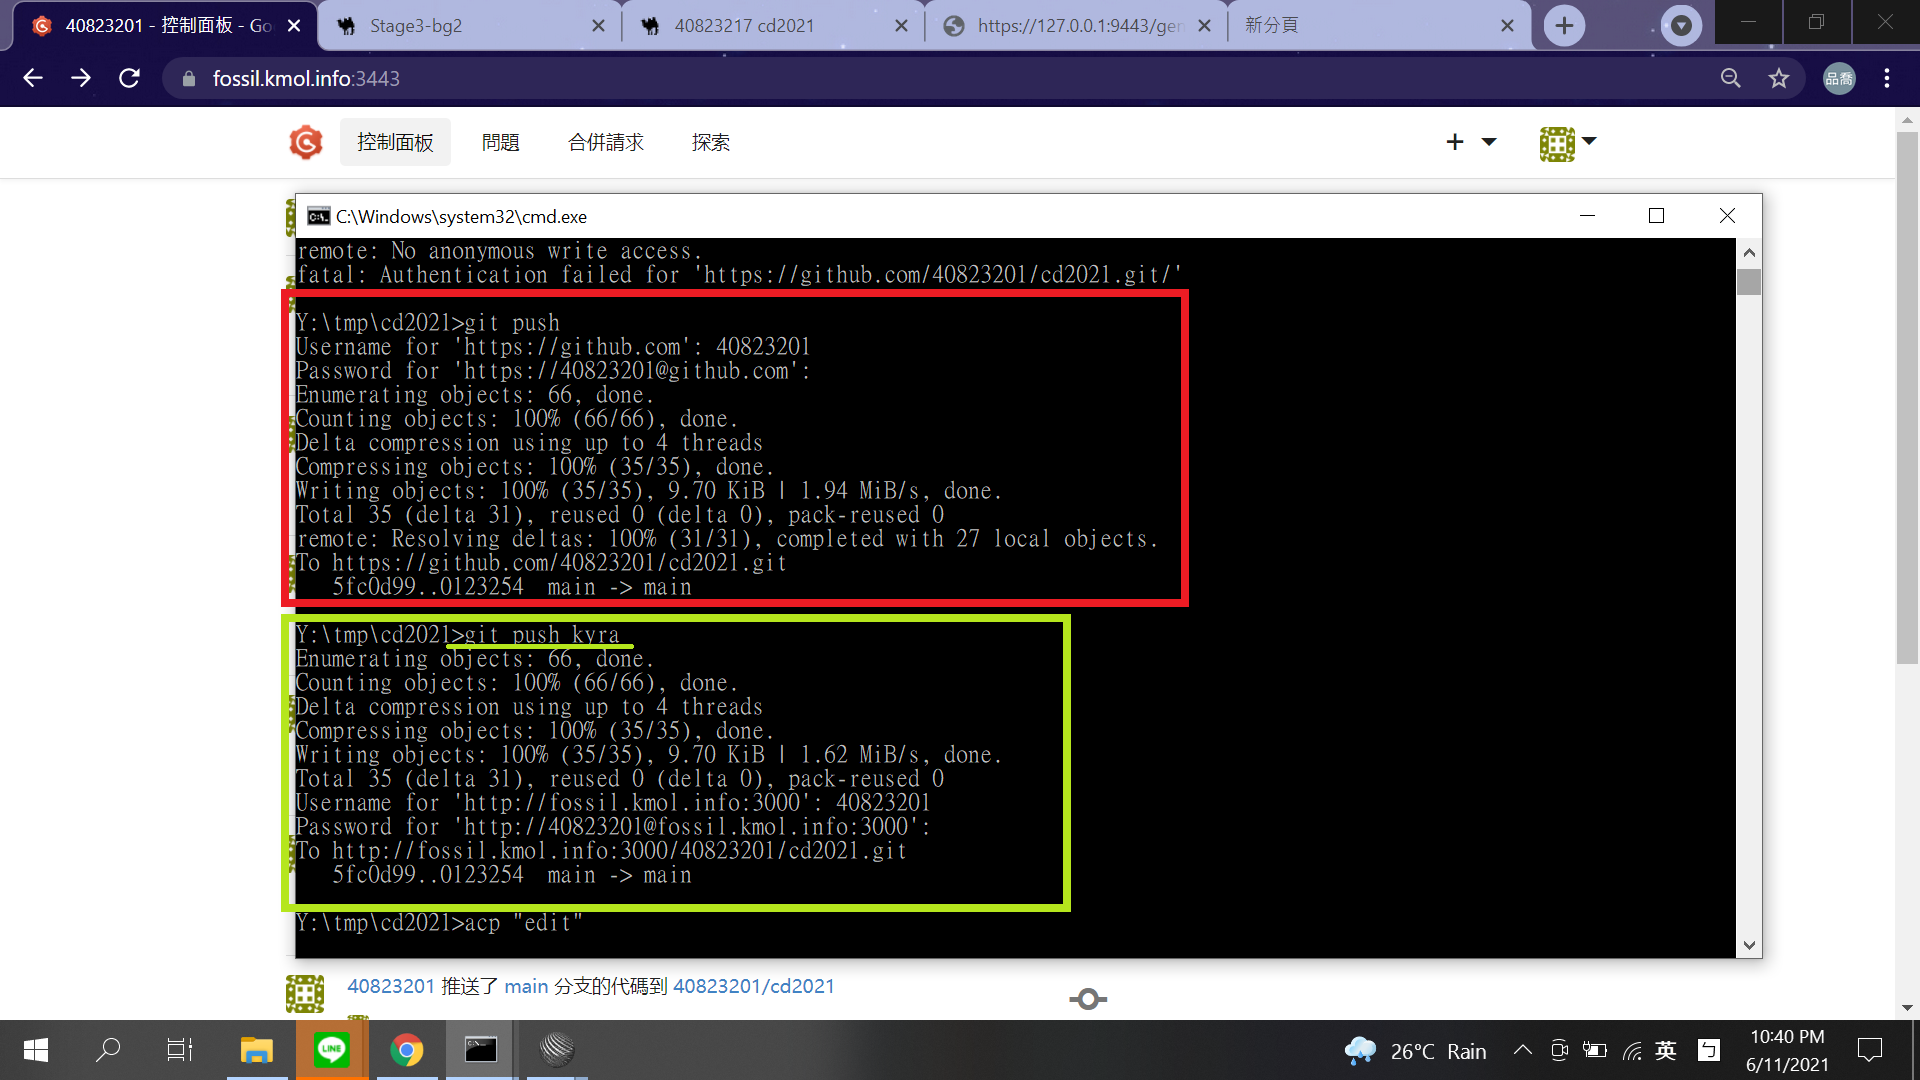 40823201 - 控制面板 - Go
Stage3-bg2
40823217 cd2021
https://127.0.0.1:9443/gen
新分頁
fossil.kmol.info:3443
品喬
控制面板
問題
合併請求
探索
C:\Windows\system32\cmd.exe
remote: No anonymous write access.
fatal: Authentication failed for 'https://github.com/40823201/cd2021.git/'
Y:\tmp\cd2021>git push
Username for 'https://github.com': 40823201
Password for 'https://40823201@github.com':
Enumerating objects: 66, done.
Counting objects: 100% (66/66), done.
Delta compression using up to 4 threads
Compressing objects: 100% (35/35), done.
Writing objects: 100% (35/35), 9.70 KiB | 1.94 MiB/s, done.
Total 35 (delta 31), reused 0 (delta 0), pack-reused 0
remote: Resolving deltas: 100% (31/31), completed with 27 local objects.
To https://github.com/40823201/cd2021.git
5fc0d99..0123254  main -> main
Y:\tmp\cd2021>git push kyra
Enumerating objects: 66, done.
Counting objects: 100% (66/66), done.
Delta compression using up to 4 threads
Compressing objects: 100% (35/35), done.
Writing objects: 100% (35/35), 9.70 KiB | 1.62 MiB/s, done.
Total 35 (delta 31), reused 0 (delta 0), pack-reused 0
Username for 'http://fossil.kmol.info:3000': 40823201
Password for 'http://40823201@fossil.kmol.info:3000':
To http://fossil.kmol.info:3000/40823201/cd2021.git
5fc0d99..0123254  main -> main
Y:\tmp\cd2021>acp "edit"
40823201 推送了 main 分支的代碼到 40823201/cd2021
LINE
26°C Rain
英
ㄅ
10:40 PM
6/11/2021